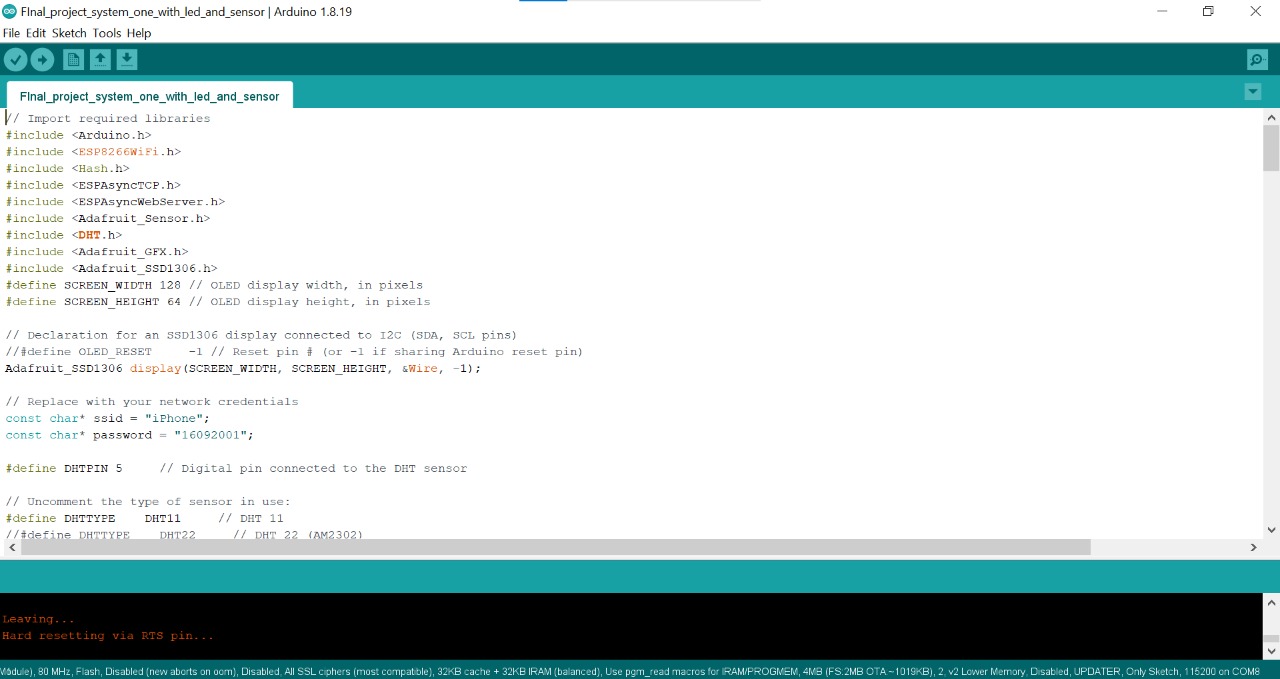 FInal_project_system_one_with_led_and_sensor | Arduino 1.8.19
File Edit Sketch Tools Help
FInal_project_system_one_with_led_and_sensor
// Import required libraries
#include <Arduino.h>
#include <ESP8266WiFi.h>
#include <Hash.h>
#include <ESPAsyncTCP.h>
#include <ESPAsyncWebServer.h>
#include <Adafruit_Sensor.h>
#include <DHT.h>
#include <Adafruit_GFX.h>
#include <Adafruit_SSD1306.h>
#define SCREEN_WIDTH 128 // OLED display width, in pixels
#define SCREEN_HEIGHT 64 // OLED display height, in pixels
// Declaration for an SSD1306 display connected to I2C (SDA, SCL pins)
//#define OLED_RESET     -1 // Reset pin # (or -1 if sharing Arduino reset pin)
Adafruit_SSD1306 display(SCREEN_WIDTH, SCREEN_HEIGHT, &Wire, -1);
// Replace with your network credentials
const char* ssid = "iPhone";
const char* password = "16092001";
#define DHTPIN 5     // Digital pin connected to the DHT sensor
// Uncomment the type of sensor in use:
#define DHTTYPE    DHT11     // DHT 11
//#define DHTTYPE    DHT22     // DHT 22 (AM2302)
Leaving...
Hard resetting via RTS pin...
Module), 80 MHz, Flash, Disabled (new aborts on oom), Disabled, All SSL ciphers (most compatible), 32KB cache + 32KB IRAM (balanced), Use pgm_read macros for IRAM/PROGMEM, 4MB (FS:2MB OTA:~1019KB), 2, v2 Lower Memory, Disabled, UPDATER, Only Sketch, 115200 on COM8